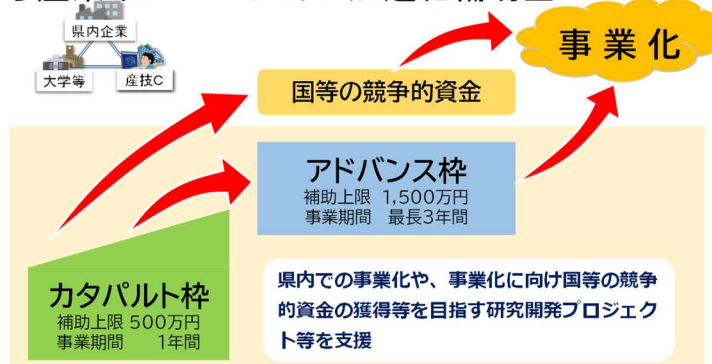 県内企業
大学等
産技C
事業化
国等の競争的資金
アドバンス枠
補助上限 1,500万円
事業期間 最長3年間
カタパルト枠
補助上限 500万円
事業期間 1年間
県内での事業化や、事業化に向け国等の競争
的資金の獲得等を目指す研究開発プロジェク
ト等を支援